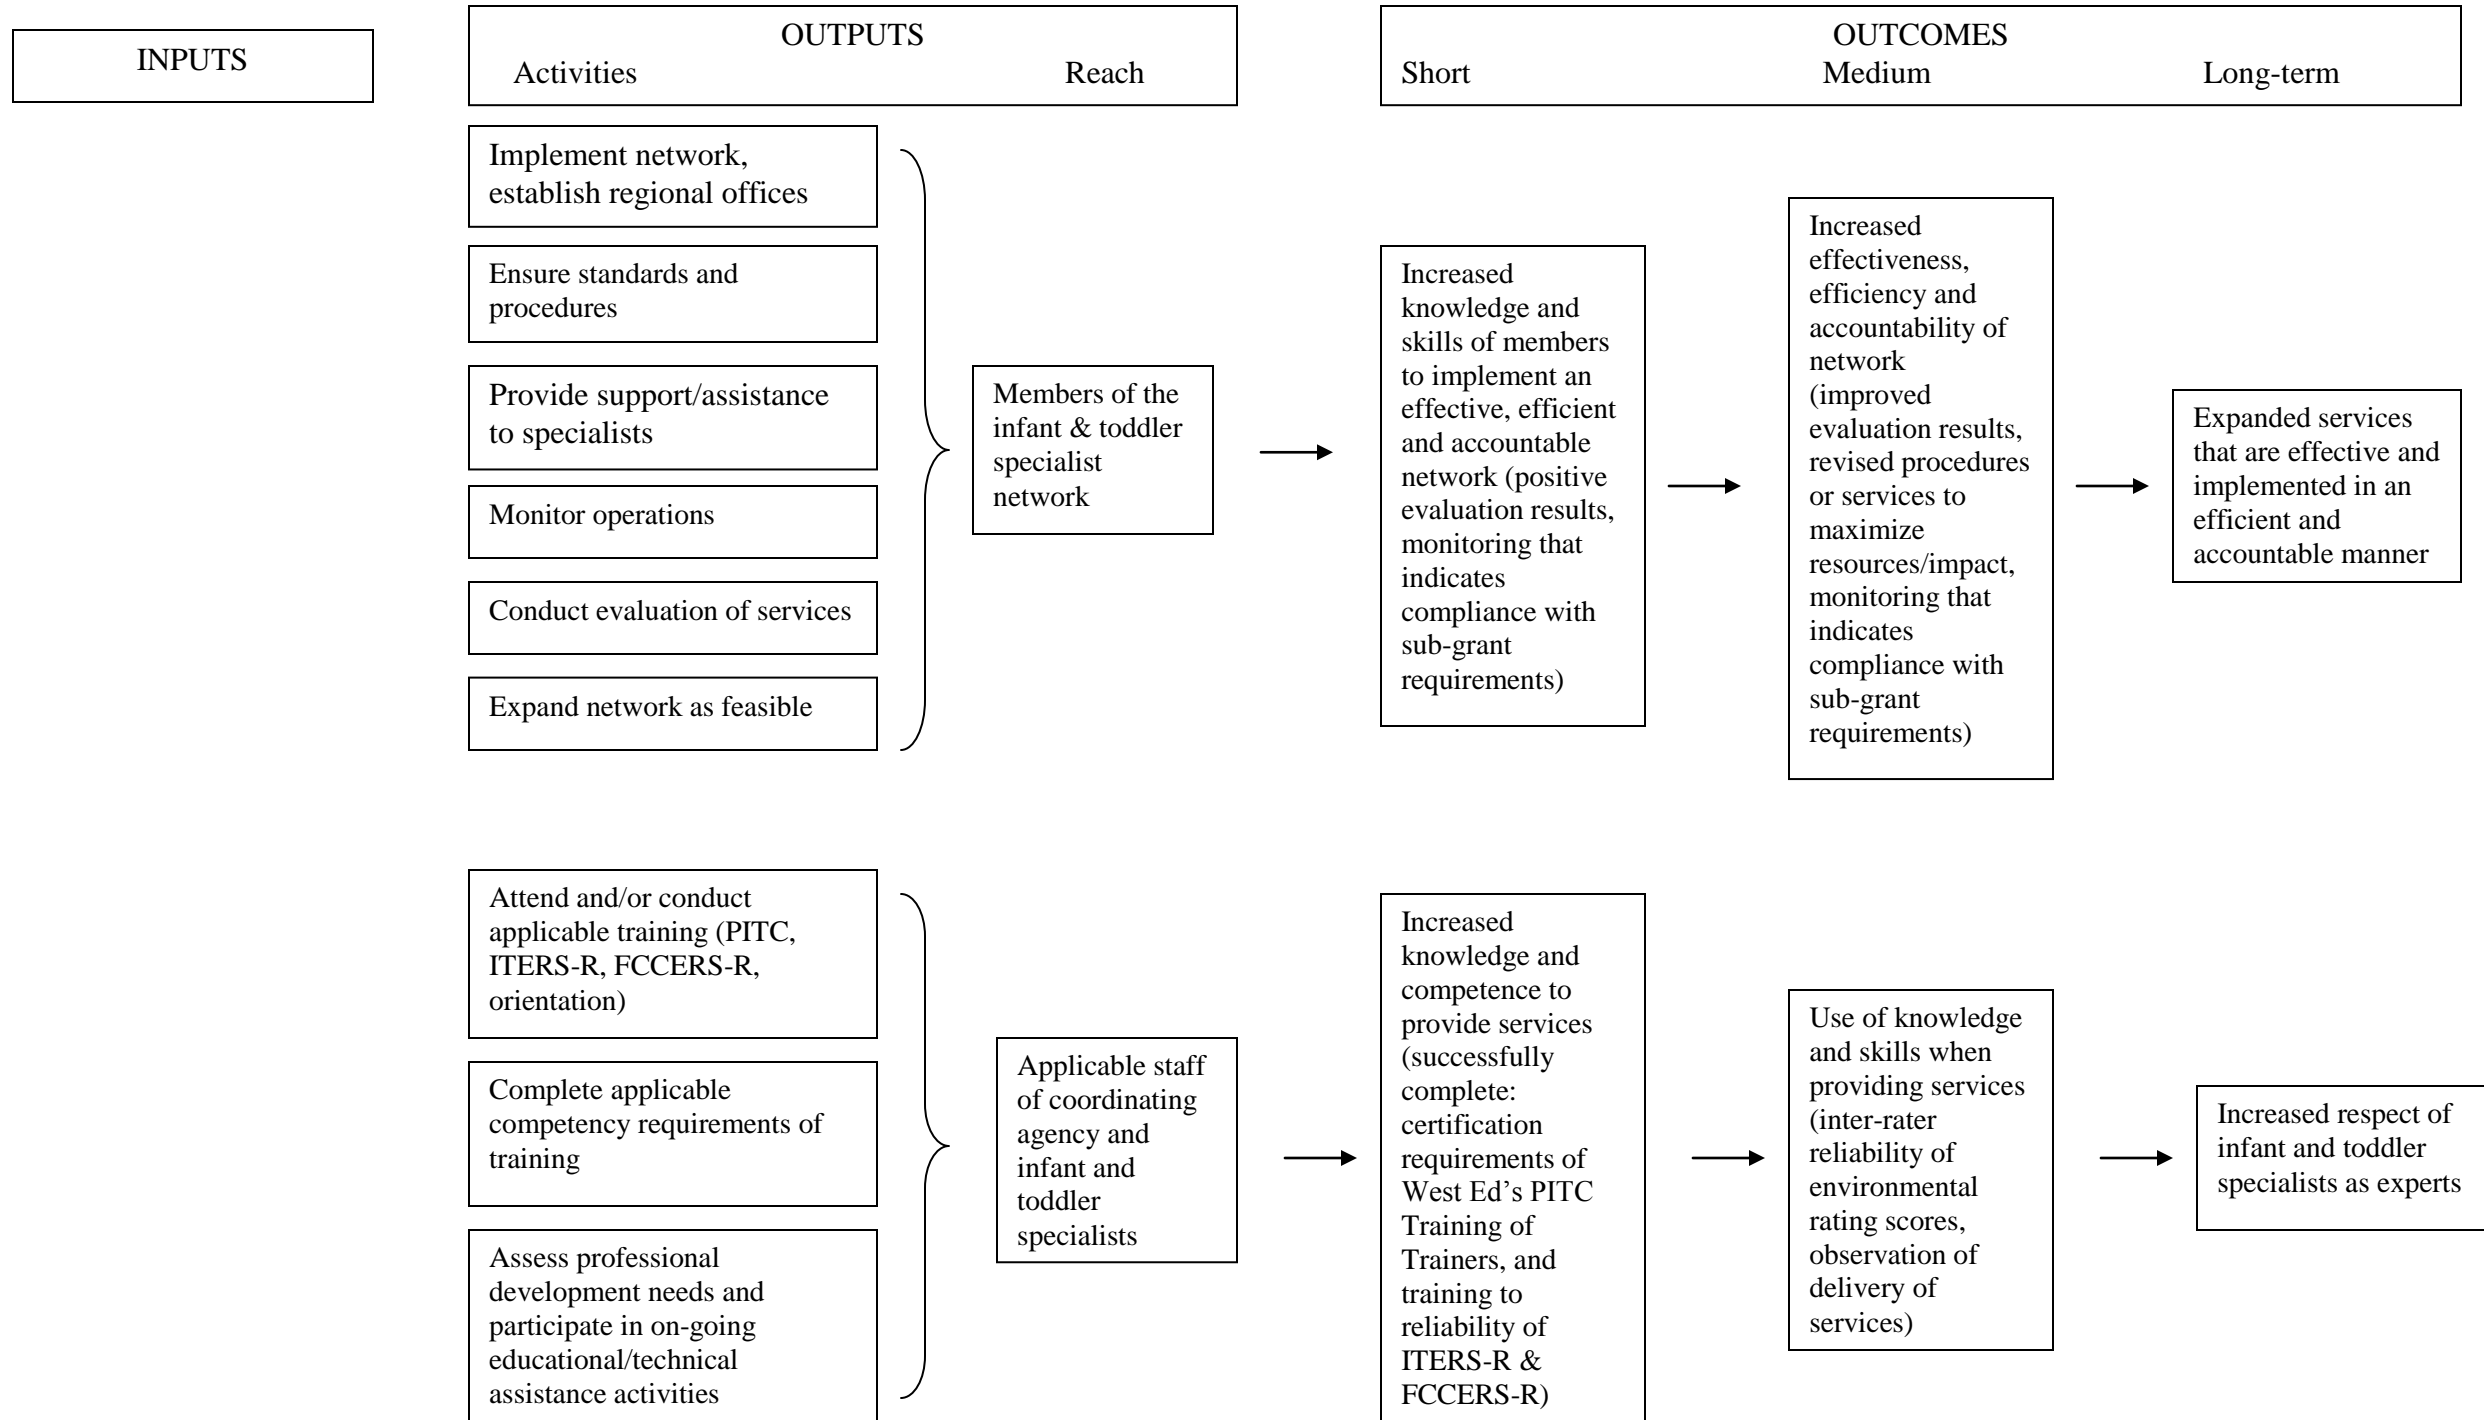 INPUTS
OUTPUTS
Activities Reach
OUTCOMES
Short Medium Long-term
Implement network,
establish regional offices
Ensure standards and
procedures
Provide support/assistance
to specialists
Monitor operations
Conduct evaluation of services
Expand network as feasible
Members of the
infant & toddler
specialist
network
Increased
knowledge and
skills of members
to implement an
effective, efficient
and accountable
network (positive
evaluation results,
monitoring that
indicates
compliance with
sub-grant
requirements)
Increased
effectiveness,
efficiency and
accountability of
network
(improved
evaluation results,
revised procedures
or services to
maximize
resources/impact,
monitoring that
indicates
compliance with
sub-grant
requirements)
Expanded services
that are effective and
implemented in an
efficient and
accountable manner
Attend and/or conduct
applicable training (PITC,
ITERS-R, FCCERS-R,
orientation)
Complete applicable
competency requirements of
training
Assess professional
development needs and
participate in on-going
educational/technical
assistance activities
Applicable staff
of coordinating
agency and
infant and
toddler
specialists
Increased
knowledge and
competence to
provide services
(successfully
complete:
certification
requirements of
West Ed’s PITC
Training of
Trainers, and
training to
reliability of
ITERS-R &
FCCERS-R)
Use of knowledge
and skills when
providing services
(inter-rater
reliability of
environmental
rating scores,
observation of
delivery of
services)
Increased respect of
infant and toddler
specialists as experts